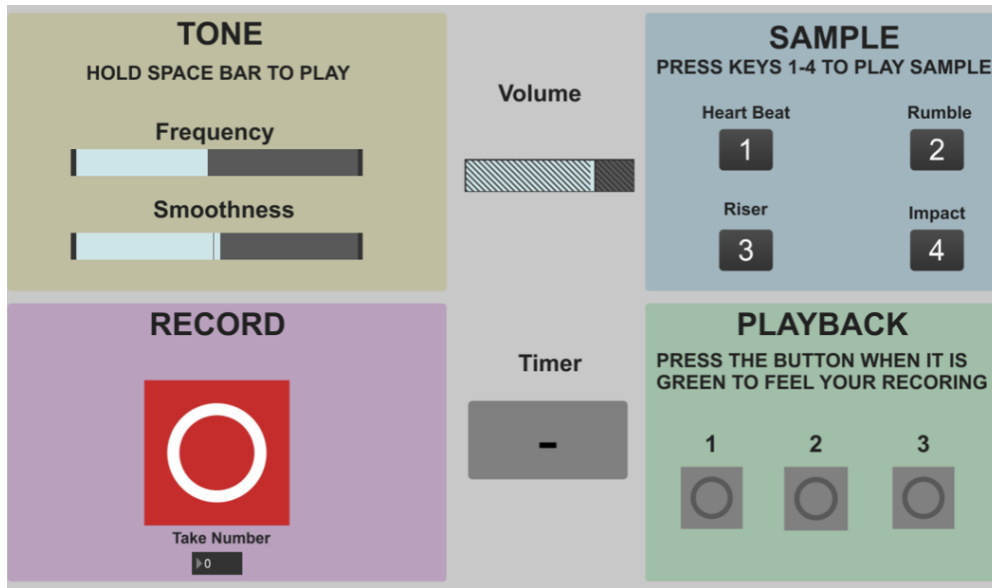 TONE
HOLD SPACE BAR TO PLAY
Frequency
Smoothness
Volume
SAMPLE
PRESS KEYS 1-4 TO PLAY SAMPLE
Heart Beat
Rumble
1
2
Riser
Impact
3
4
RECORD
Take Number
0
Timer
-
PLAYBACK
PRESS THE BUTTON WHEN IT IS
GREEN TO FEEL YOUR RECORING
1
2
3